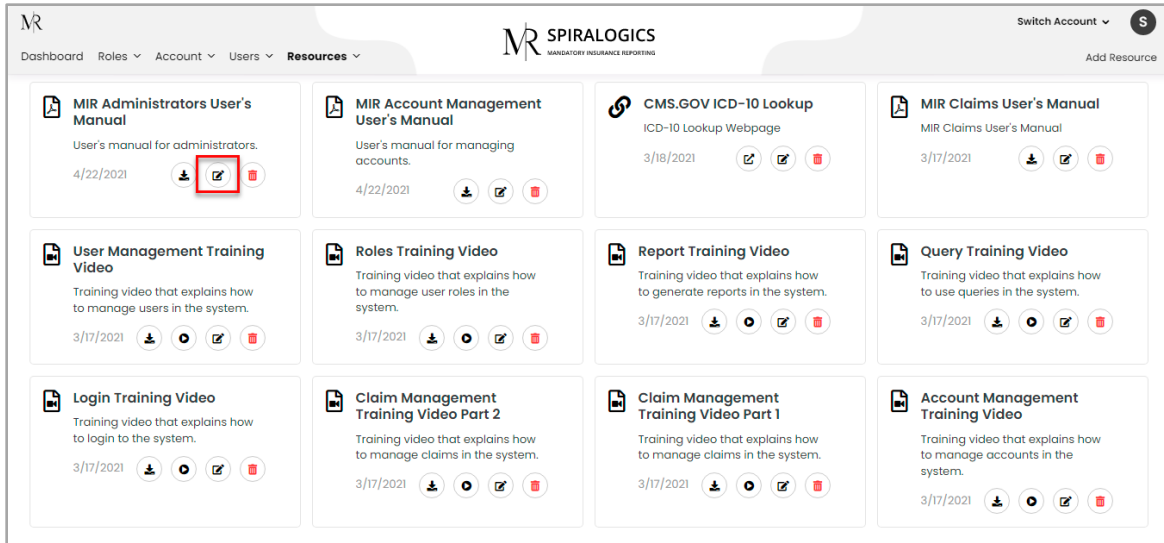 MR
Switch Account
S
MR SPIRALOGICS
MANDATORY INSURANCE REPORTING
Dashboard Roles Account Users Resources
Add Resource
MIR Administrators User's
Manual
User's manual for administrators.
4/22/2021
MIR Account Management
User's Manual
User's manual for managing
accounts.
4/22/2021
CMS.GOV ICD-10 Lookup
ICD-10 Lookup Webpage
3/18/2021
MIR Claims User's Manual
MIR Claims User's Manual
3/17/2021
User Management Training
Video
Training video that explains how
to manage users in the system.
3/17/2021
Roles Training Video
Training video that explains how
to manage user roles in the
system.
3/17/2021
Report Training Video
Training video that explains how
to generate reports in the system.
3/17/2021
Query Training Video
Training video that explains how
to use queries in the system.
3/17/2021
Login Training Video
Training video that explains how
to login to the system.
3/17/2021
Claim Management
Training Video Part 2
Training video that explains how
to manage claims in the system.
3/17/2021
Claim Management
Training Video Part 1
Training video that explains how
to manage claims in the system.
3/17/2021
Account Management
Training Video
Training video that explains how
to manage accounts in the
system.
3/17/2021